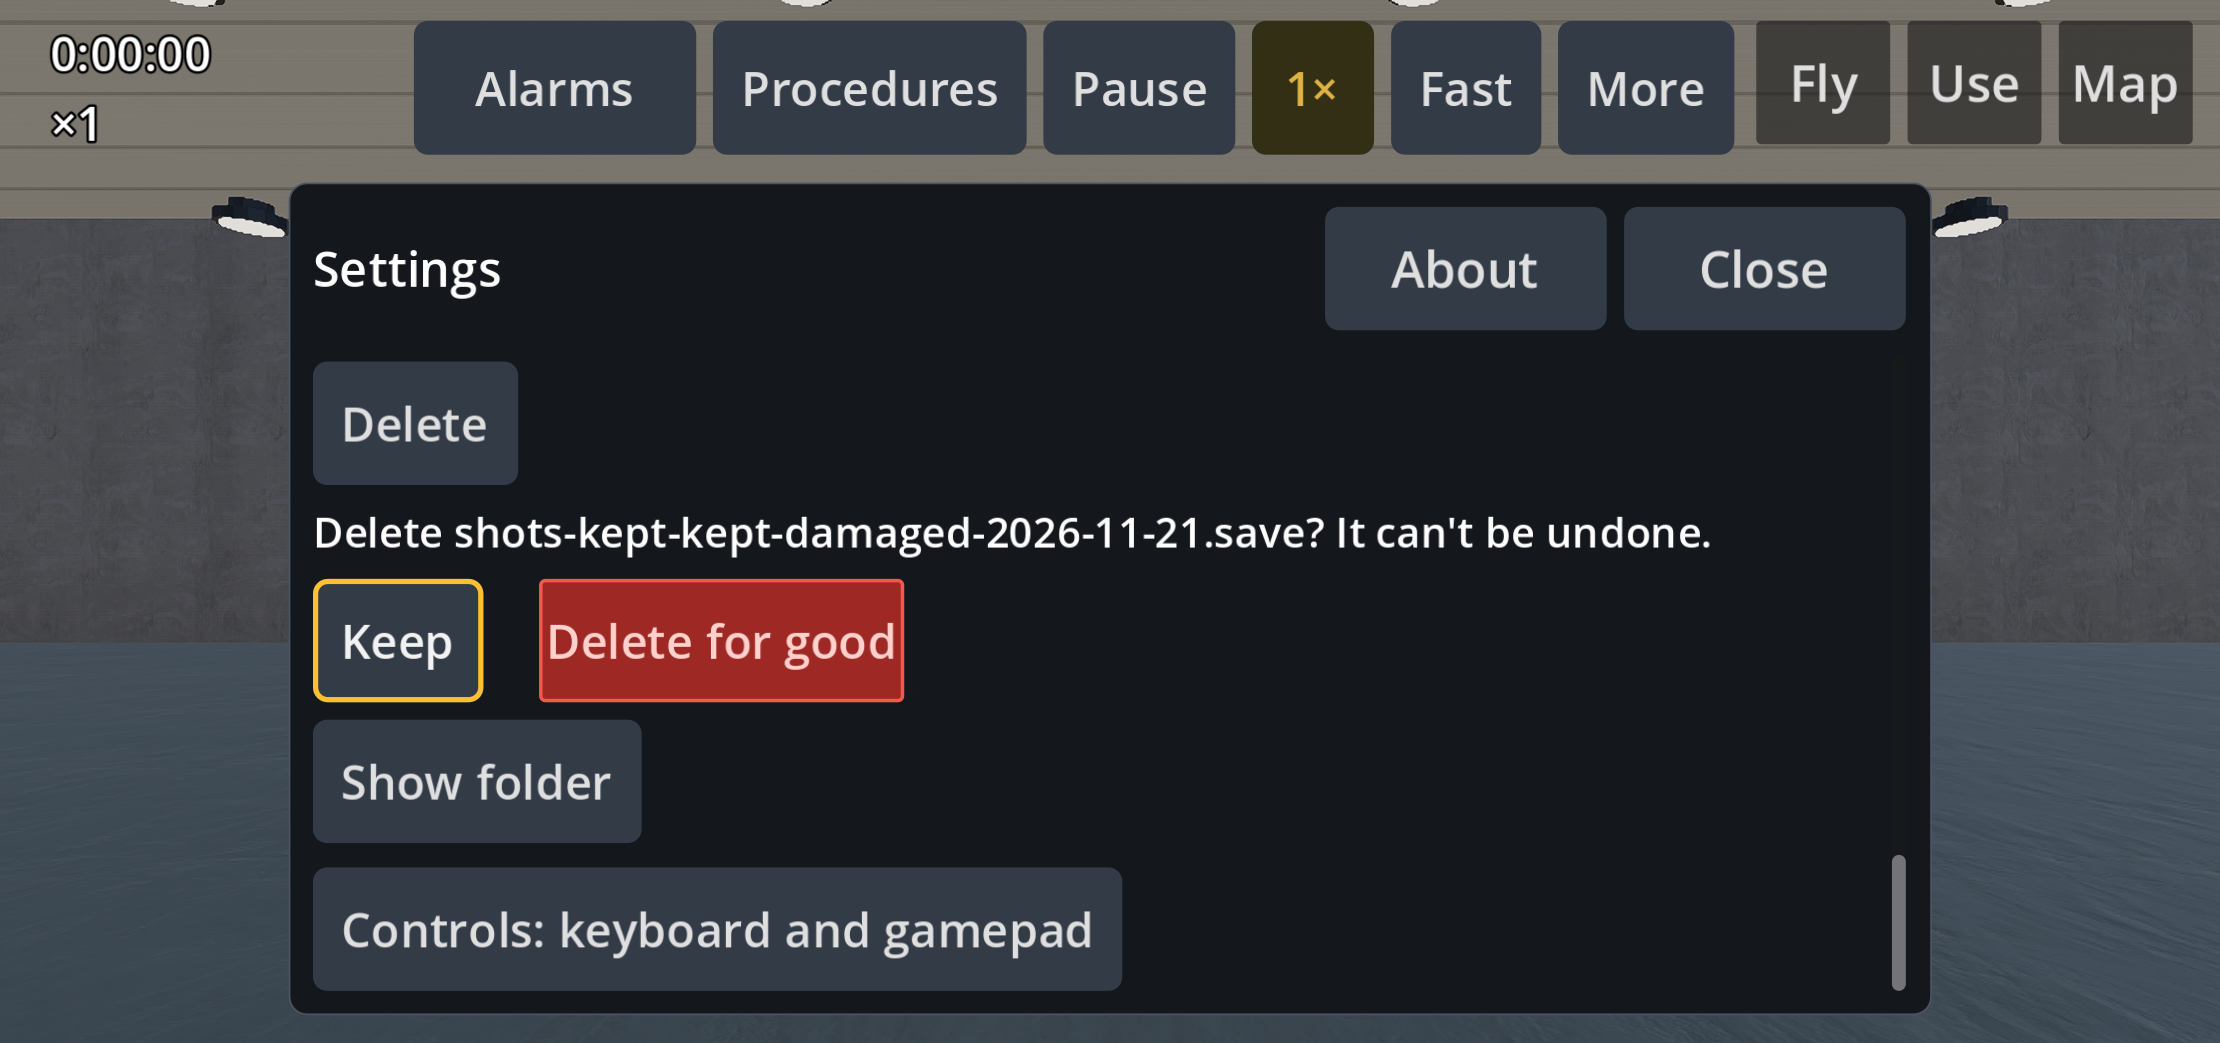 0:00:00
×1
Alarms
Procedures
Pause
1×
Fast
More
Fly
Use
Map
Settings
About
Close
Delete
Delete shots-kept-kept-damaged-2026-11-21.save? It can't be undone.
Keep
Delete for good
Show folder
Controls: keyboard and gamepad